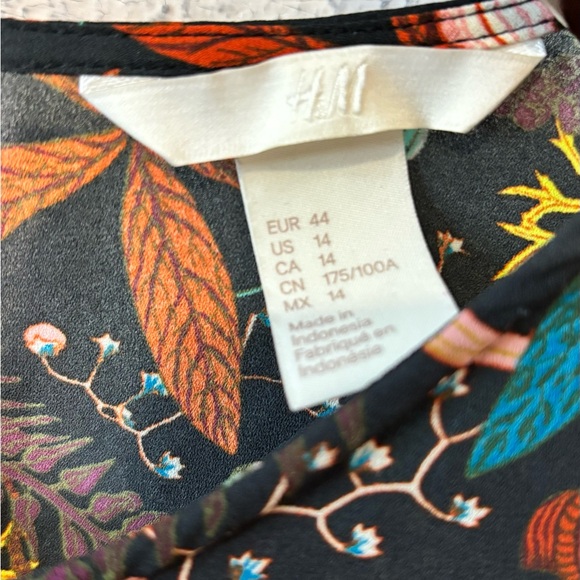 H&M
EUR 44
US 14
CA 14
CN 175/100A
MX 14
Made in
Indonesia
Fabriqué en
Indonésie